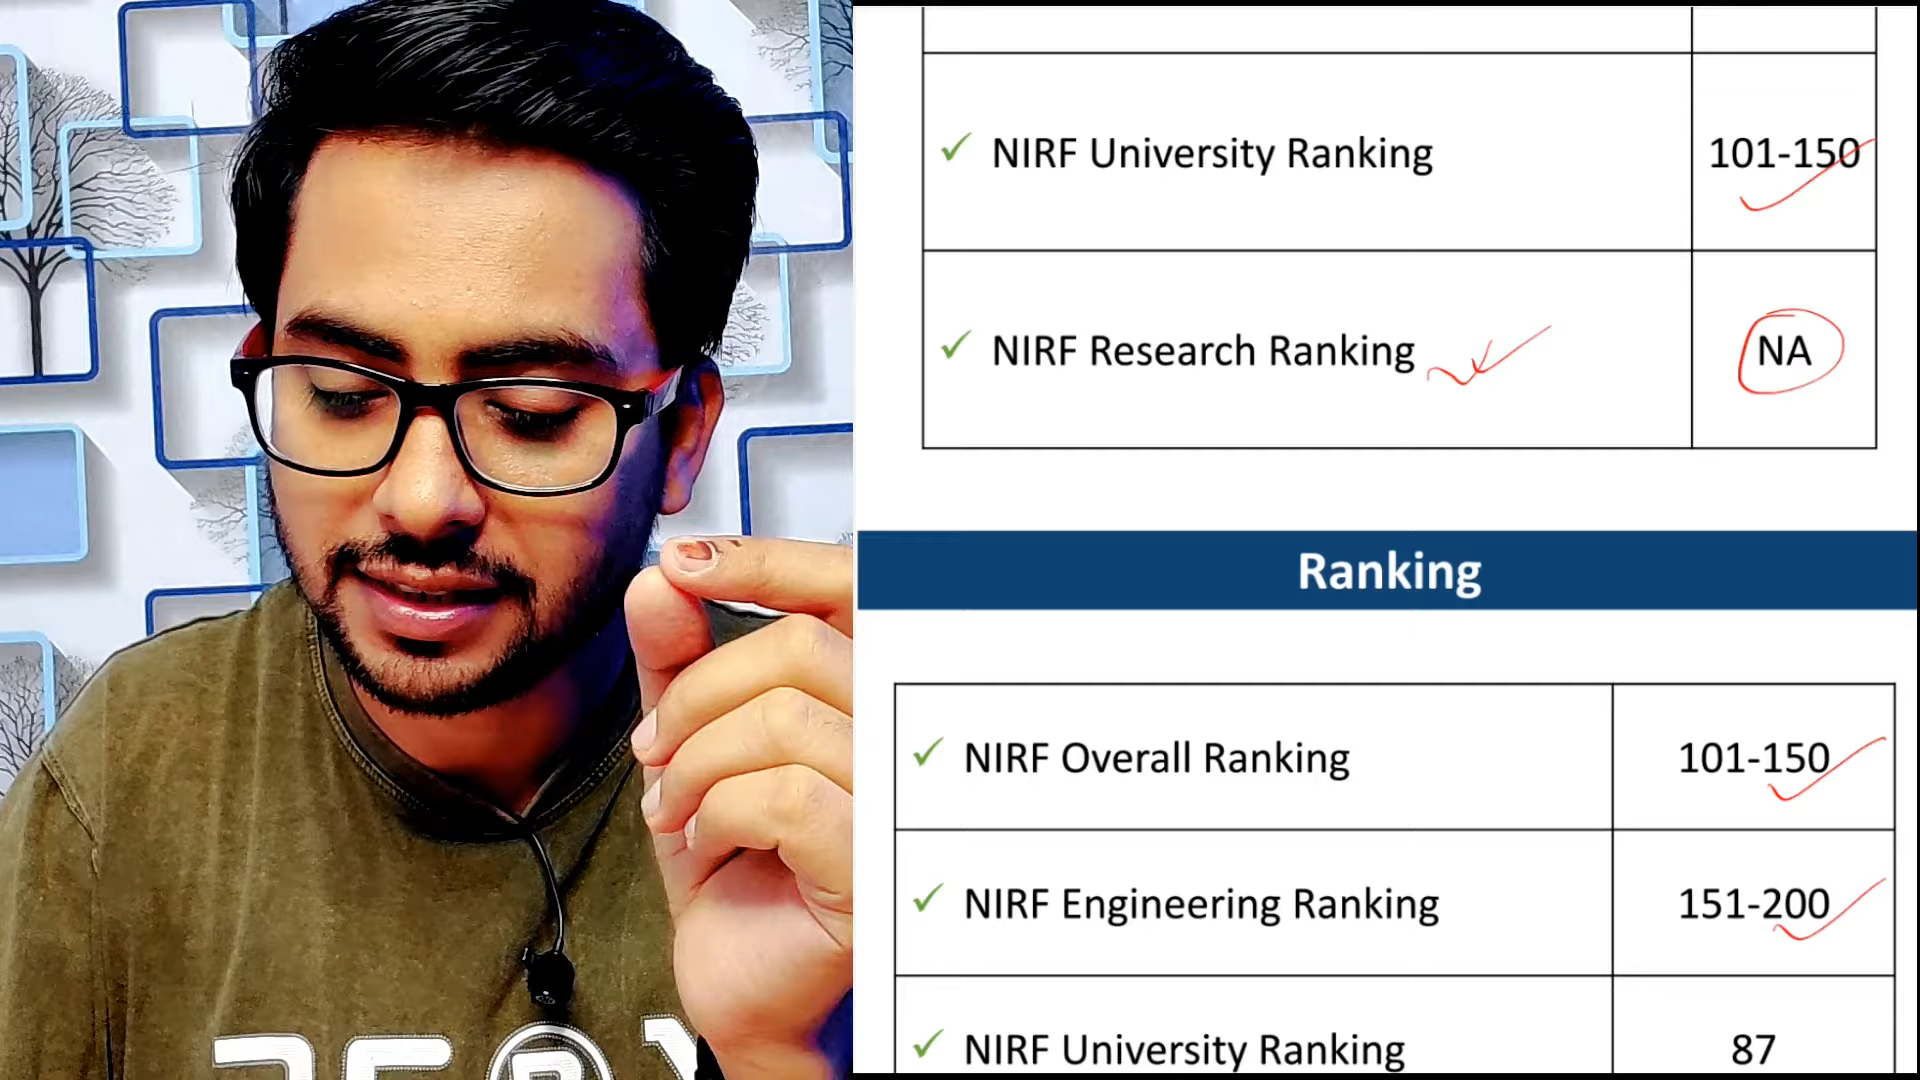 NIRF University Ranking 101-150
NIRF Research Ranking NA
Ranking
NIRF Overall Ranking 101-150
NIRF Engineering Ranking 151-200
NIRF University Ranking 87